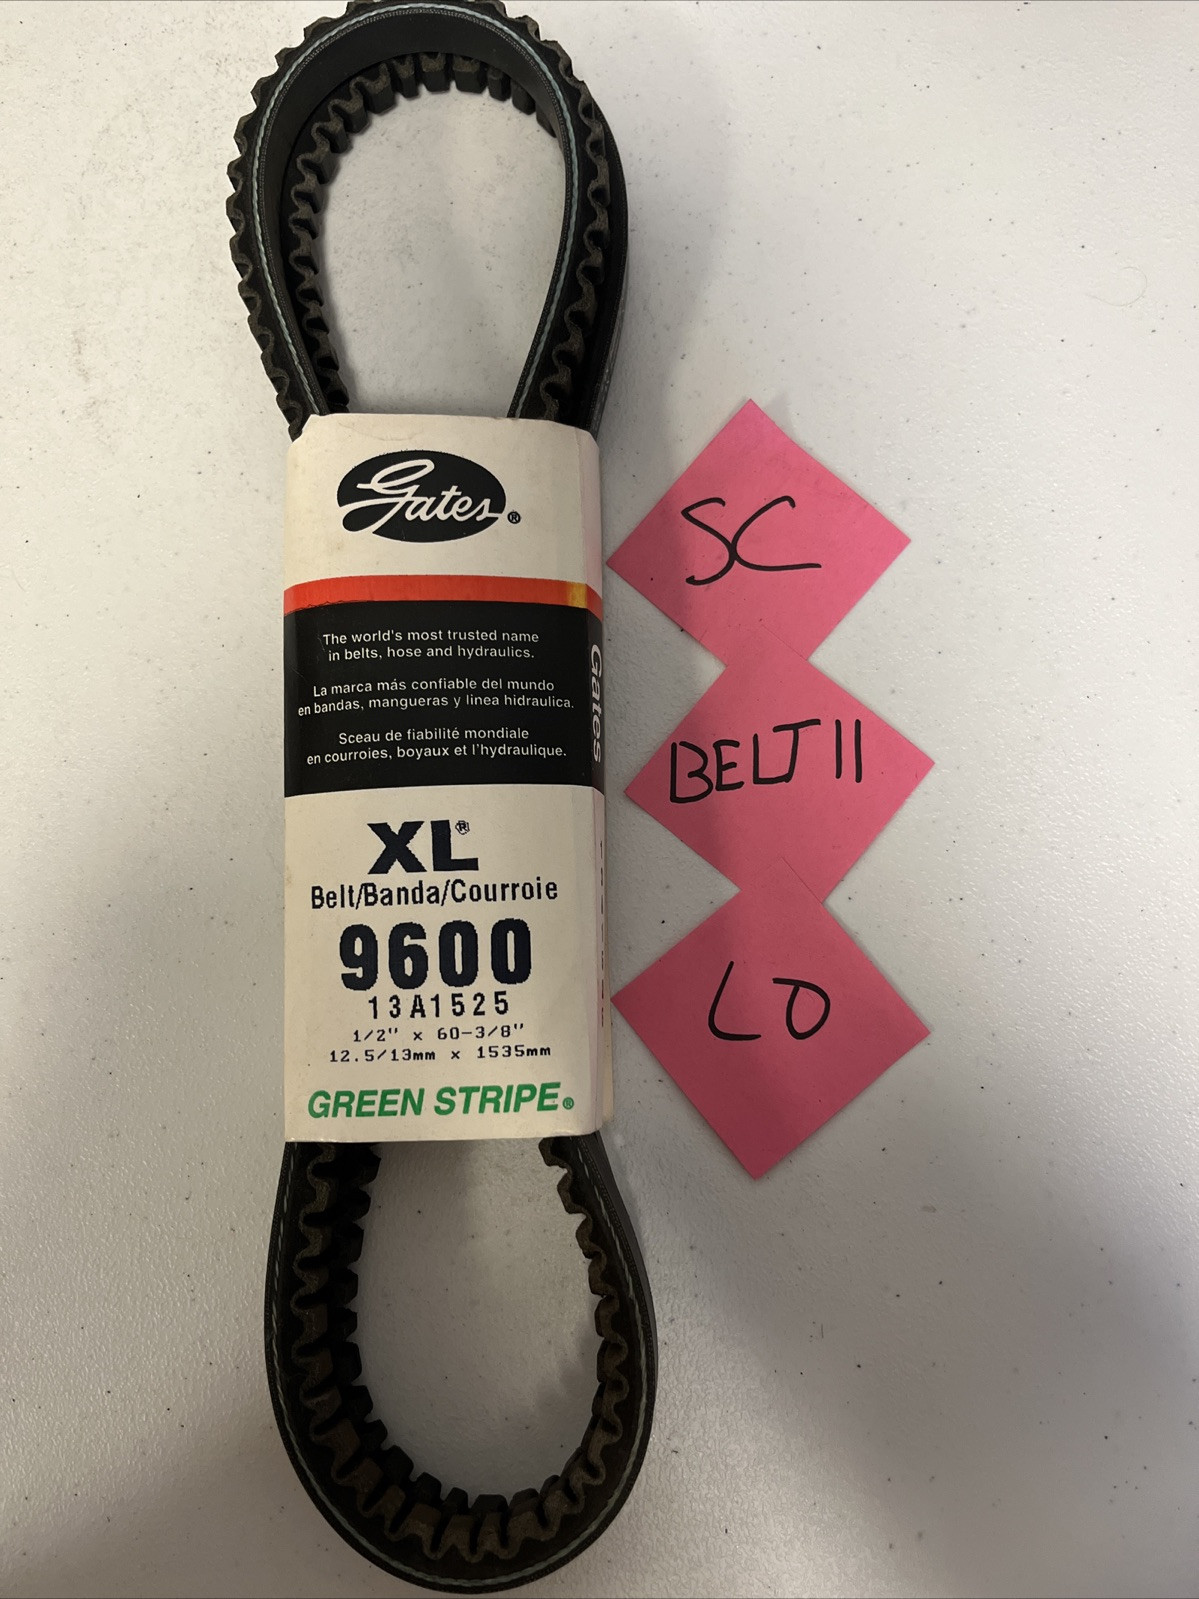 Gates®
The world's most trusted name
in belts, hose and hydraulics.
La marca más confiable del mundo
en bandas, mangueras y linea hidraulica.
Sceau de fiabilité mondiale
en courroies, boyaux et l'hydraulique.
Gates
XL®
Belt/Banda/Courroie
9600
13A1525
1/2" x 60-3/8"
12.5/13mm x 1535mm
GREEN STRIPE®
SC
BELT 11
LO